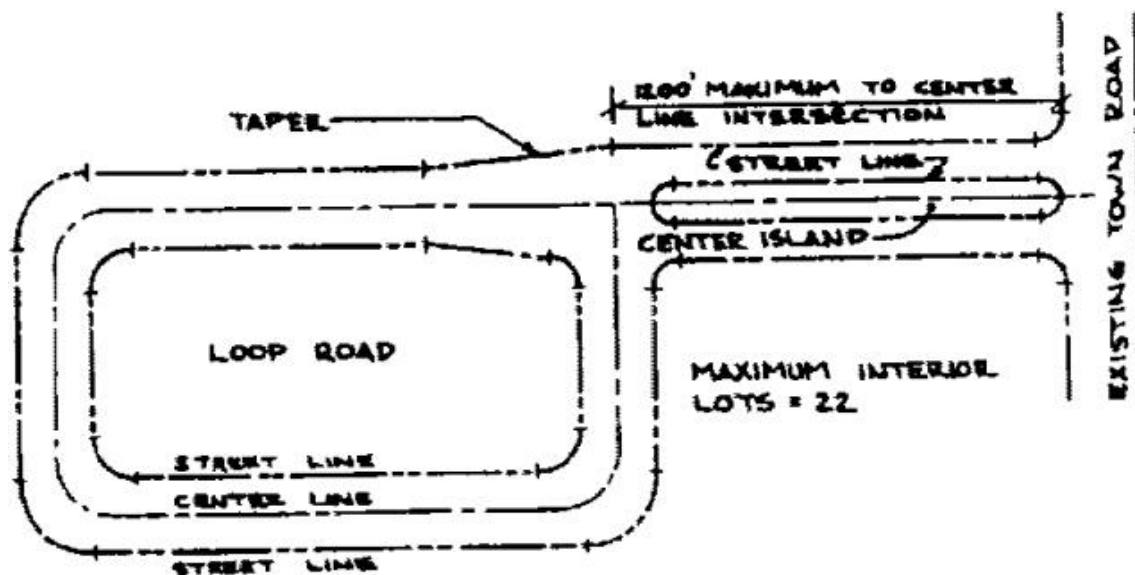 1200' MAXIMUM TO CENTER
LINE INTERSECTION
TAPER
STREET LINE
CENTER ISLAND
EXISTING TOWN ROAD
LOOP ROAD
MAXIMUM INTERIOR
LOTS = 22
STREET LINE
CENTER LINE
STREET LINE